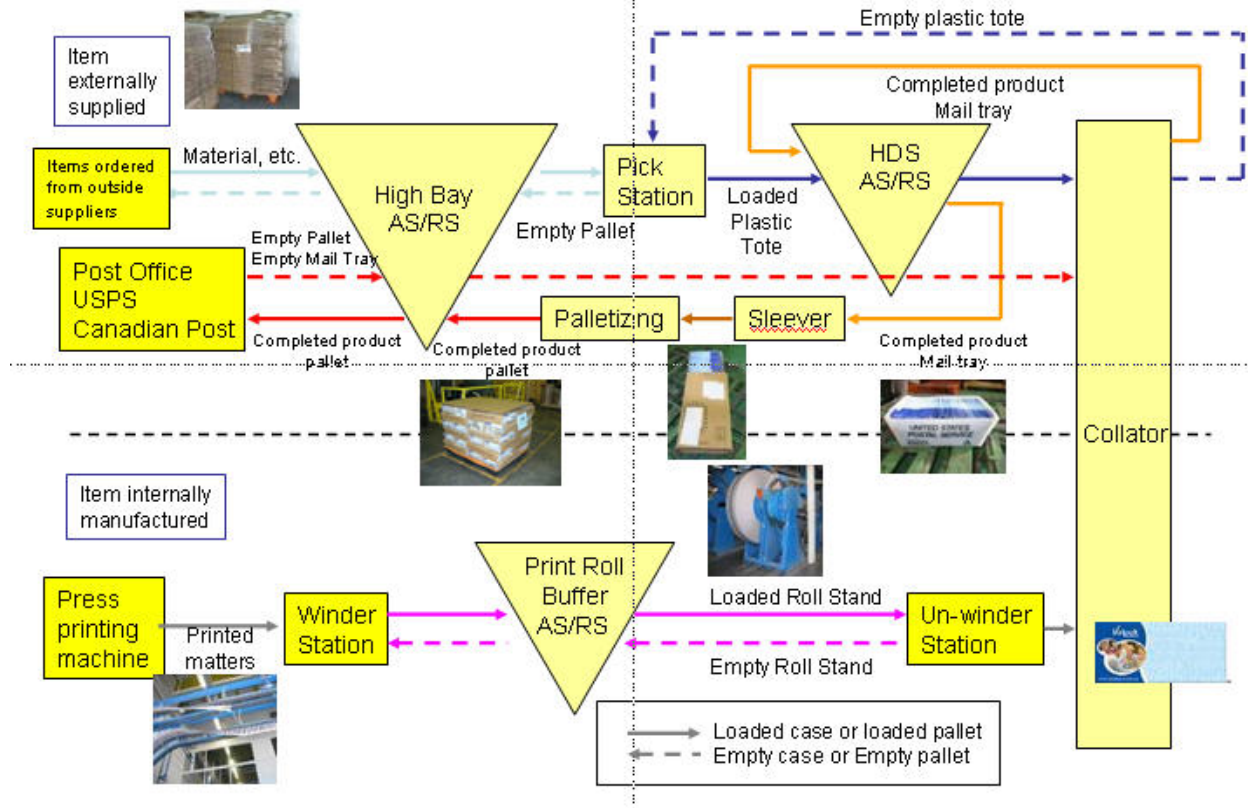 Empty plastic tote
Item
externally
supplied
Completed product
Mail tray
Items ordered
from outside
suppliers
Material, etc.
High Bay
AS/RS
Pick
Station
HDS
AS/RS
Loaded
Plastic
Tote
Empty Pallet
Empty Pallet
Empty Mail Tray
Post Office
USPS
Canadian Post
Palletizing
Sleever
Completed product
pallet
Completed product
pallet
Completed product
Mail tray
UNITED STATES
POSTAL SERVICE
Collator
Item internally
manufactured
Print Roll
Buffer
AS/RS
Press
printing
machine
Printed
matters
Winder
Station
Loaded Roll Stand
Empty Roll Stand
Un-winder
Station
Loaded case or loaded pallet
Empty case or Empty pallet